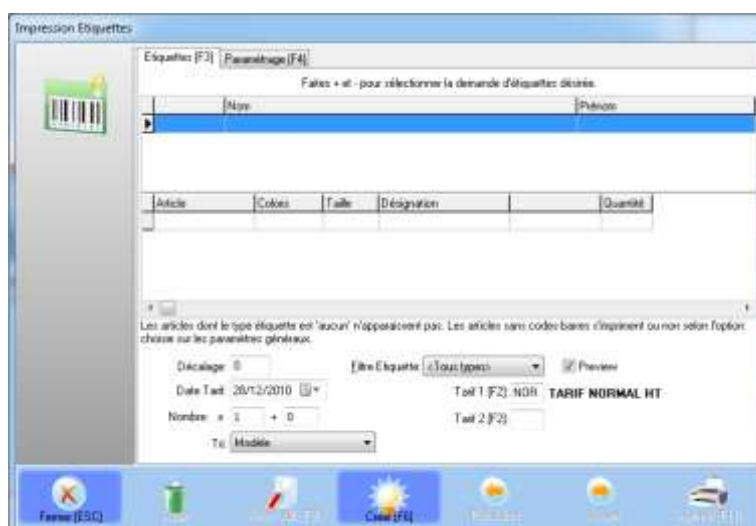 Impression Etiquettes
Etiquettes [F3] Paramétrage [F4]
Faites + et - pour sélectionner la demande d'étiquettes désirée.
Nom Prénom
Article Coloris Taille Désignation Quantité
Les articles dont le type étiquette est 'aucun' n'apparaissent pas. Les articles sans codes barres s'impriment ou non selon l'option
choisie sur les paramètres généraux.
Décalage 0 Filtre Etiquette <Tous types> Preview
Date Tarif 28/12/2010 Tarif 1 [F2] NOR TARIF NORMAL HT
Nombre x 1 + 0 Tarif 2 [F2]
Tri Modèle
Fermer [ESC] Créer [F6]